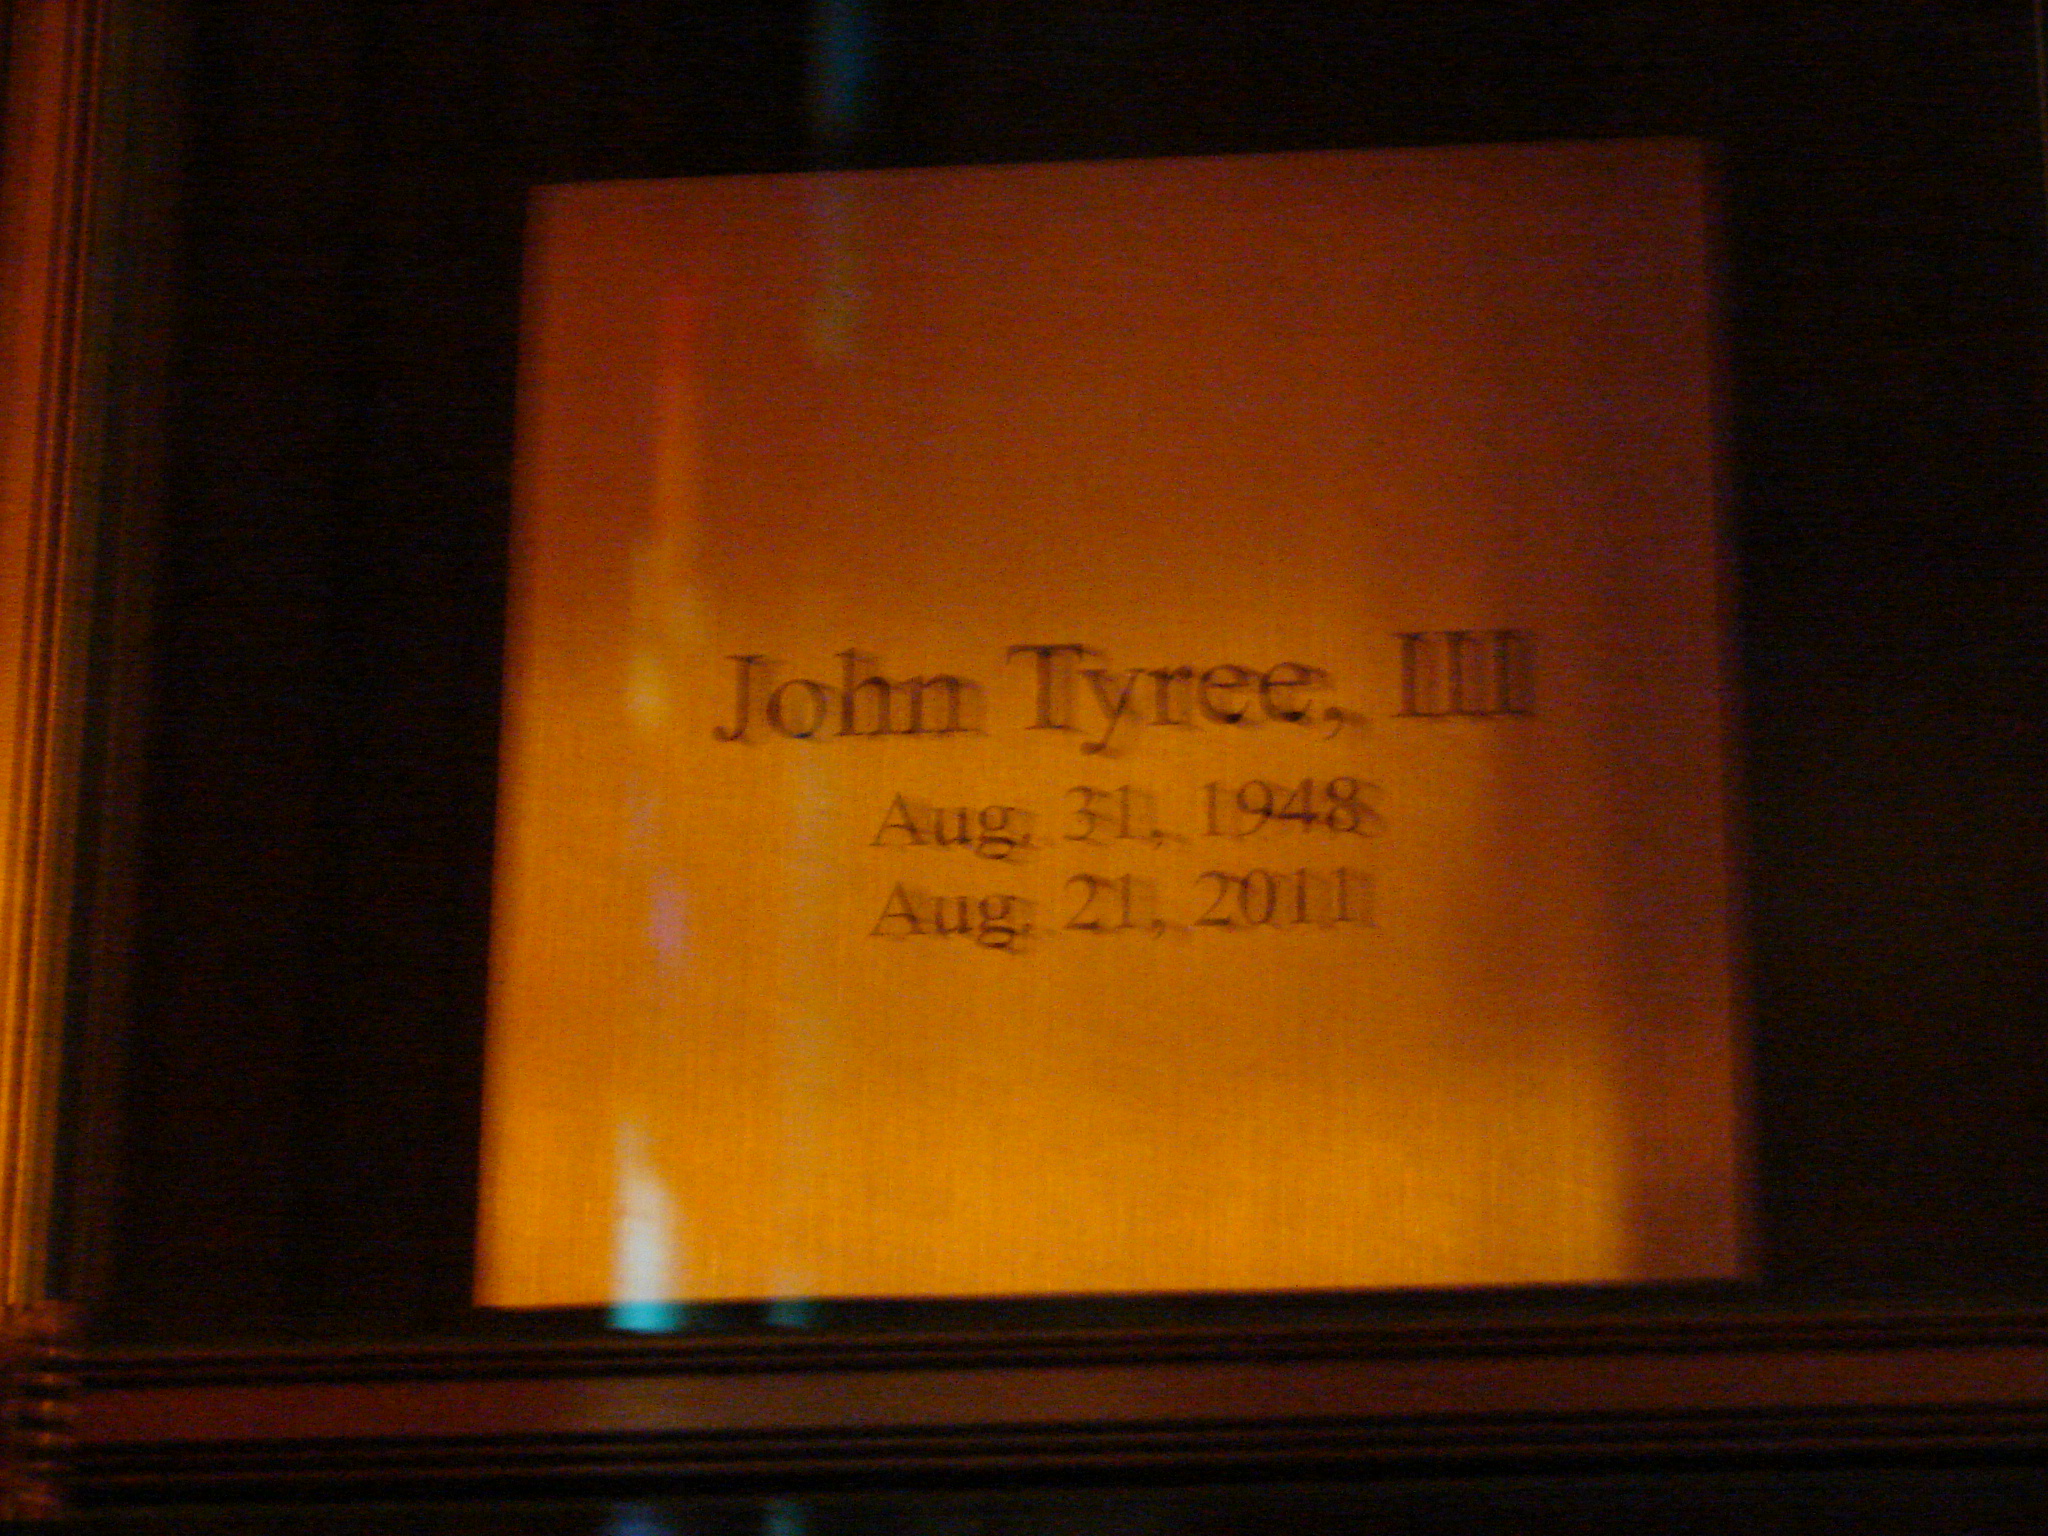 John Tyree, III
Aug. 31, 1948
Aug. 21, 2011